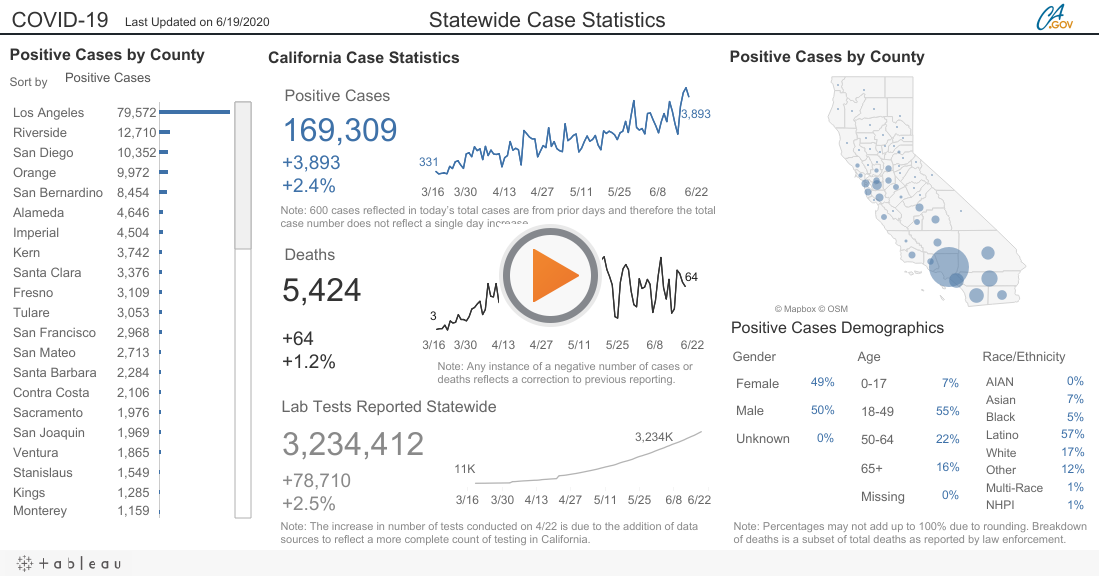 COVID-19 Last Updated on 6/19/2020 Statewide Case Statistics CA.GOV
Positive Cases by County
Sort by Positive Cases
Los Angeles 79,572
Riverside 12,710
San Diego 10,352
Orange 9,972
San Bernardino 8,454
Alameda 4,646
Imperial 4,504
Kern 3,742
Santa Clara 3,376
Fresno 3,109
Tulare 3,053
San Francisco 2,968
San Mateo 2,713
Santa Barbara 2,284
Contra Costa 2,106
Sacramento 1,976
San Joaquin 1,969
Ventura 1,865
Stanislaus 1,549
Kings 1,285
Monterey 1,159
California Case Statistics
Positive Cases
169,309
+3,893
+2.4%
3,893
331
3/16 3/30 4/13 4/27 5/11 5/25 6/8 6/22
Note: 600 cases reflected in today's total cases are from prior days and therefore the total
case number does not reflect a single day increase.
Deaths
5,424
+64
+1.2%
64
3
3/16 3/30 4/13 4/27 5/11 5/25 6/8 6/22
Note: Any instance of a negative number of cases or
deaths reflects a correction to previous reporting.
Lab Tests Reported Statewide
3,234,412
+78,710
+2.5%
3,234K
11K
3/16 3/30 4/13 4/27 5/11 5/25 6/8 6/22
Note: The increase in number of tests conducted on 4/22 is due to the addition of data
sources to reflect a more complete count of testing in California.
Positive Cases by County
© Mapbox © OSM
Positive Cases Demographics
Gender
Female 49%
Male 50%
Unknown 0%
Age
0-17 7%
18-49 55%
50-64 22%
65+ 16%
Missing 0%
Race/Ethnicity
AIAN 0%
Asian 7%
Black 5%
Latino 57%
White 17%
Other 12%
Multi-Race 1%
NHPI 1%
Note: Percentages may not add up to 100% due to rounding. Breakdown
of deaths is a subset of total deaths as reported by law enforcement.
+ableau